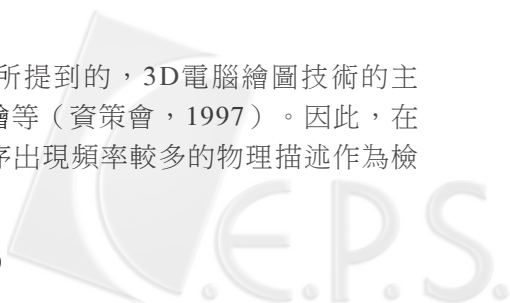 所提到的，3D電腦繪圖技術的主
繪等（資策會，1997）。因此，在
序出現頻率較多的物理描述作為檢
)
C.E.P.S.